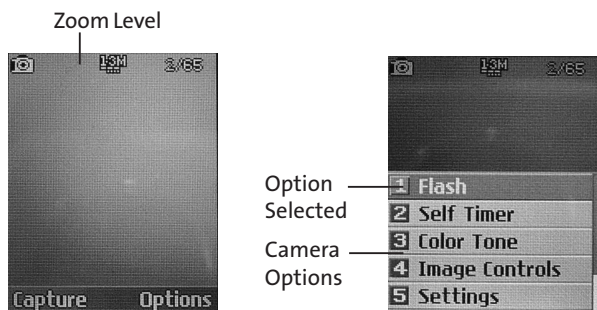 Zoom Level
1.3M 2/65
Capture Options
1.3M 2/65
Option Selected
Camera Options
1 Flash
2 Self Timer
3 Color Tone
4 Image Controls
5 Settings